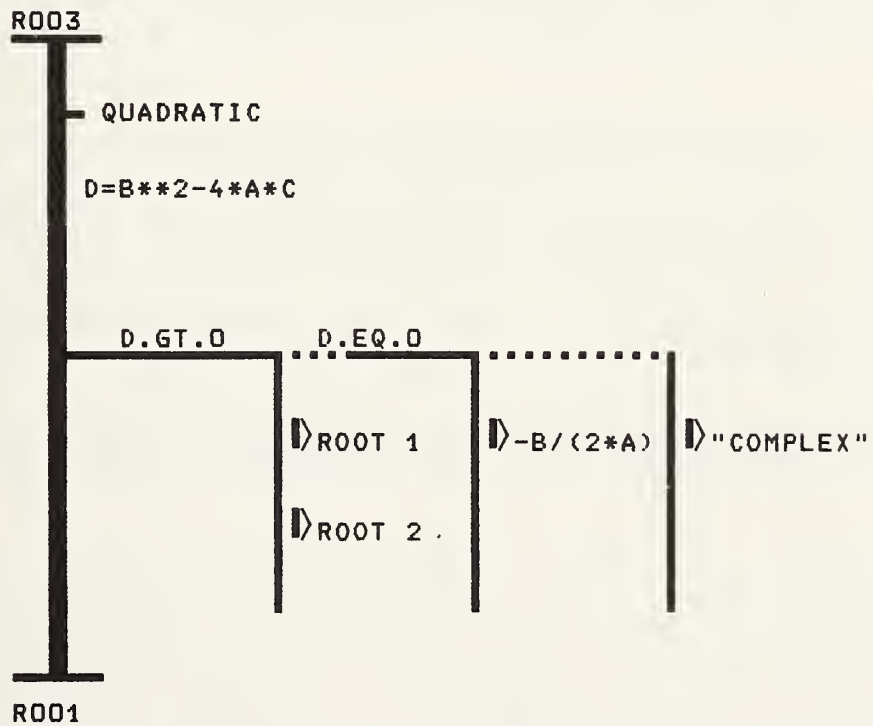 R003
QUADRATIC
D=B**2-4*A*C
D.GT.0 D.EQ.0
ROOT 1 -B/(2*A) "COMPLEX"
ROOT 2
R001